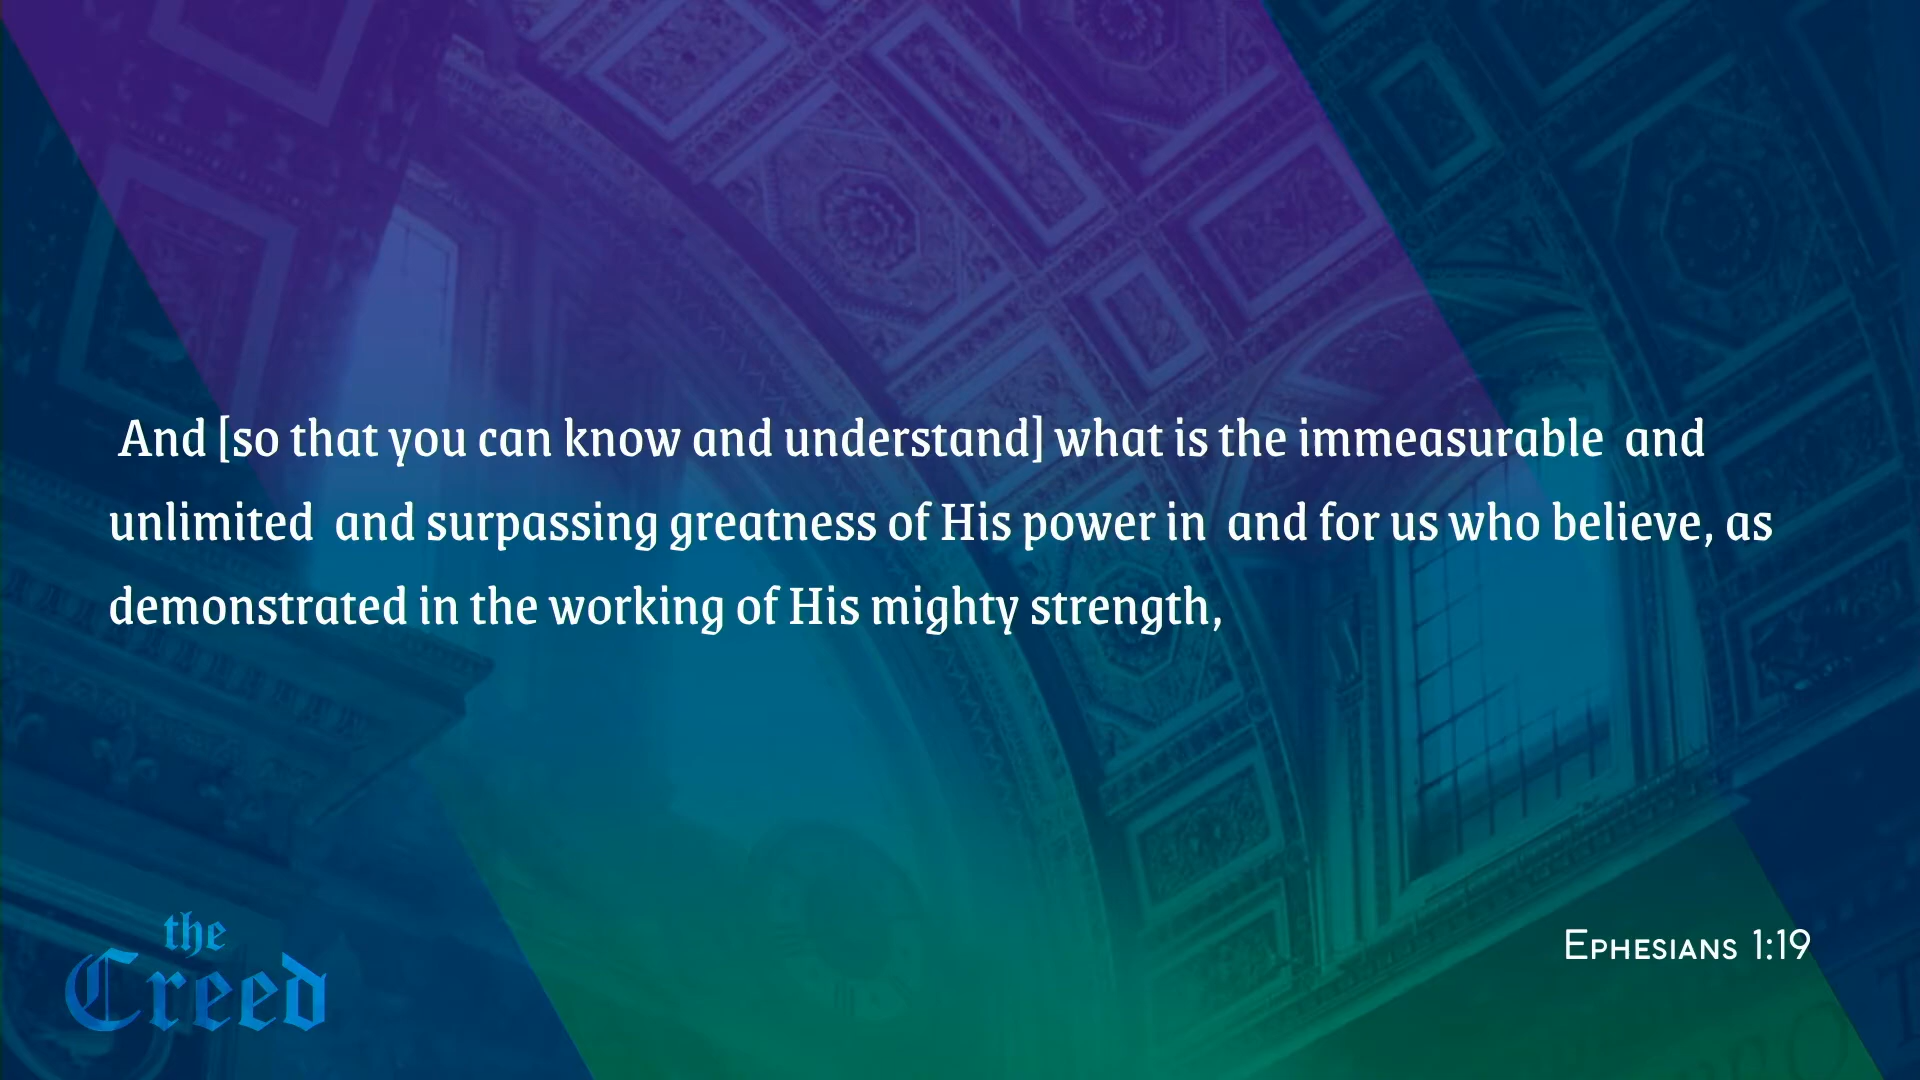 And [so that you can know and understand] what is the immeasurable  and
unlimited  and surpassing greatness of His power in  and for us who believe, as
demonstrated in the working of His mighty strength,
the
Creed
Ephesians 1:19